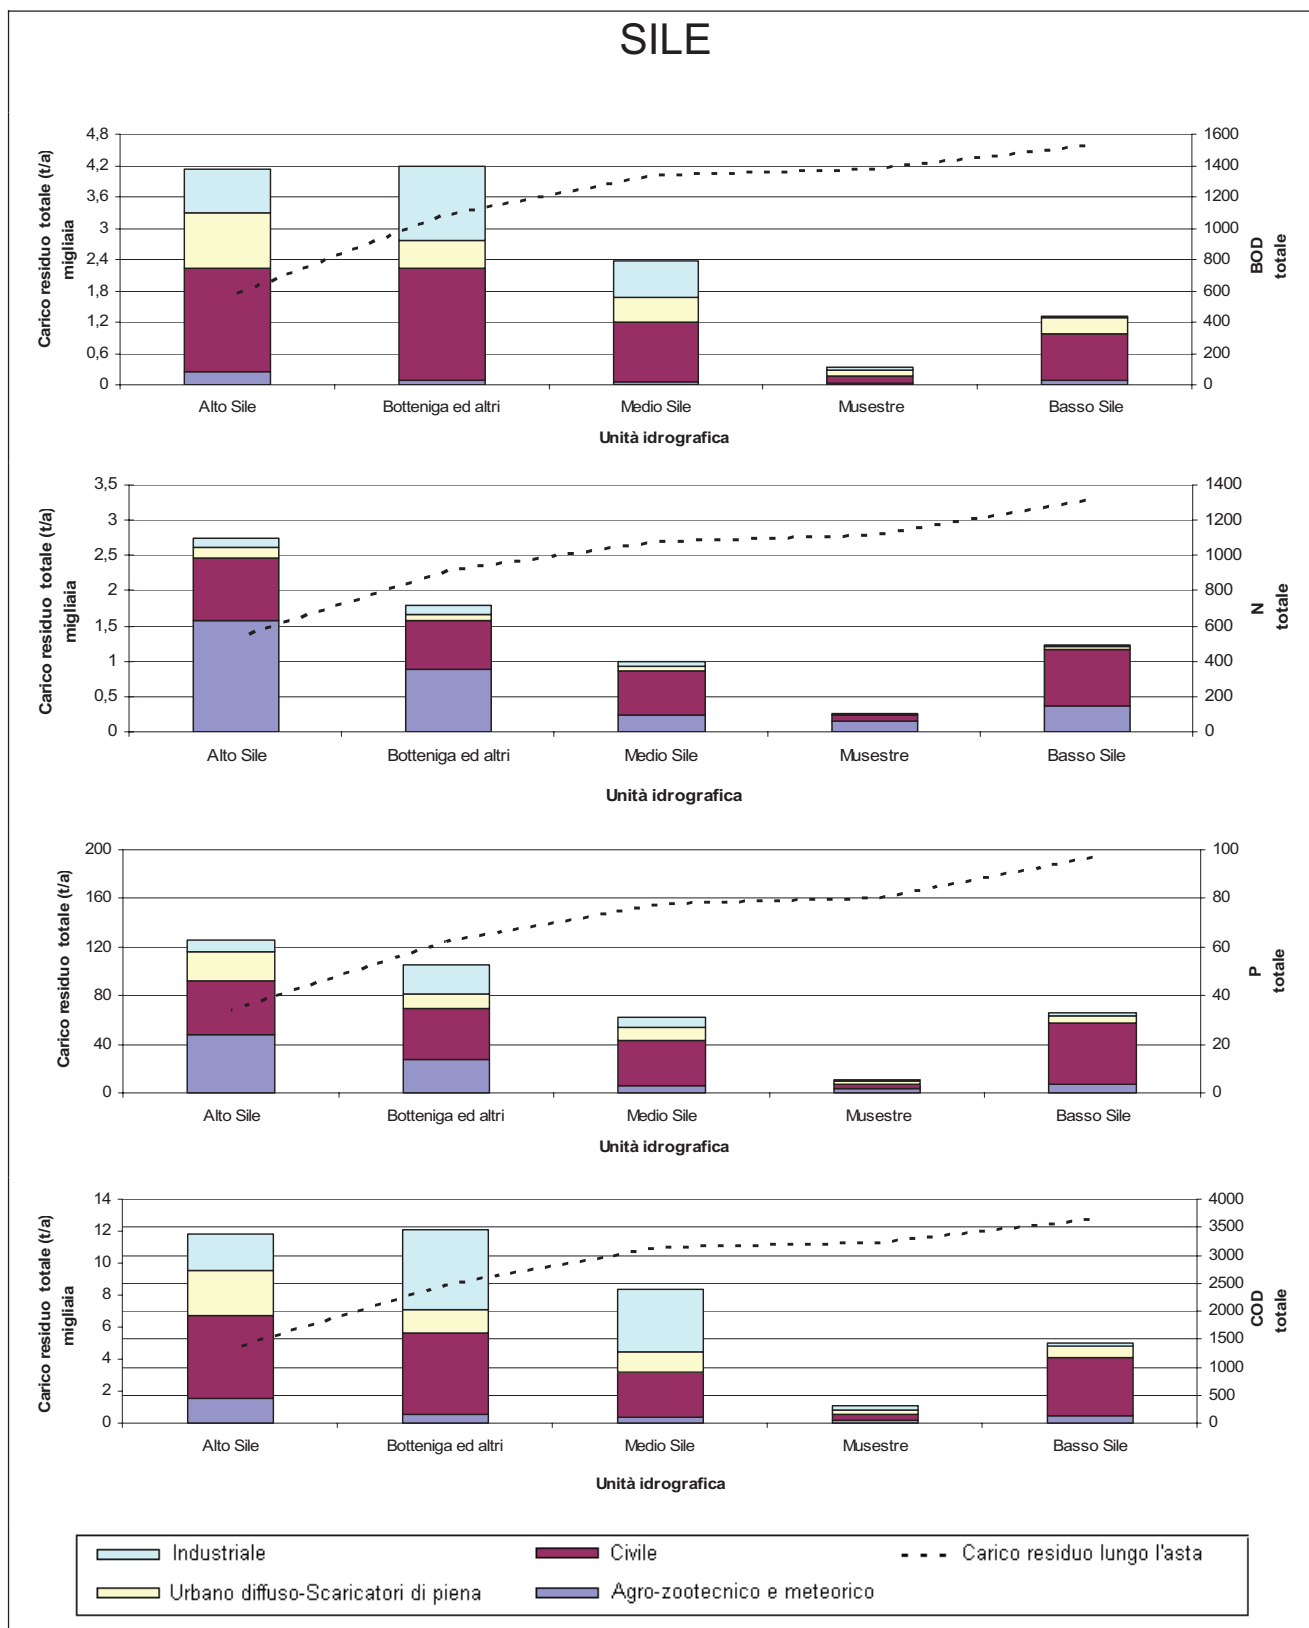 SILE
4,8
4,2
3,6
3
2,4
1,8
1,2
0,6
0
Carico residuo totale (t/a)
migliaia
1600
1400
1200
1000
800
600
400
200
0
BOD
totale
Alto Sile Botteniga ed altri Medio Sile Musestre Basso Sile
Unità idrografica
3,5
3
2,5
2
1,5
1
0,5
0
Carico residuo totale (t/a)
migliaia
1400
1200
1000
800
600
400
200
0
N
totale
Alto Sile Botteniga ed altri Medio Sile Musestre Basso Sile
Unità idrografica
200
160
120
80
40
0
Carico residuo totale (t/a)
100
80
60
40
20
0
P
totale
Alto Sile Botteniga ed altri Medio Sile Musestre Basso Sile
Unità idrografica
14
12
10
8
6
4
2
0
Carico residuo totale (t/a)
migliaia
4000
3500
3000
2500
2000
1500
1000
500
0
COD
totale
Alto Sile Botteniga ed altri Medio Sile Musestre Basso Sile
Unità idrografica
Industriale Civile Carico residuo lungo l'asta
Urbano diffuso-Scaricatori di piena Agro-zootecnico e meteorico